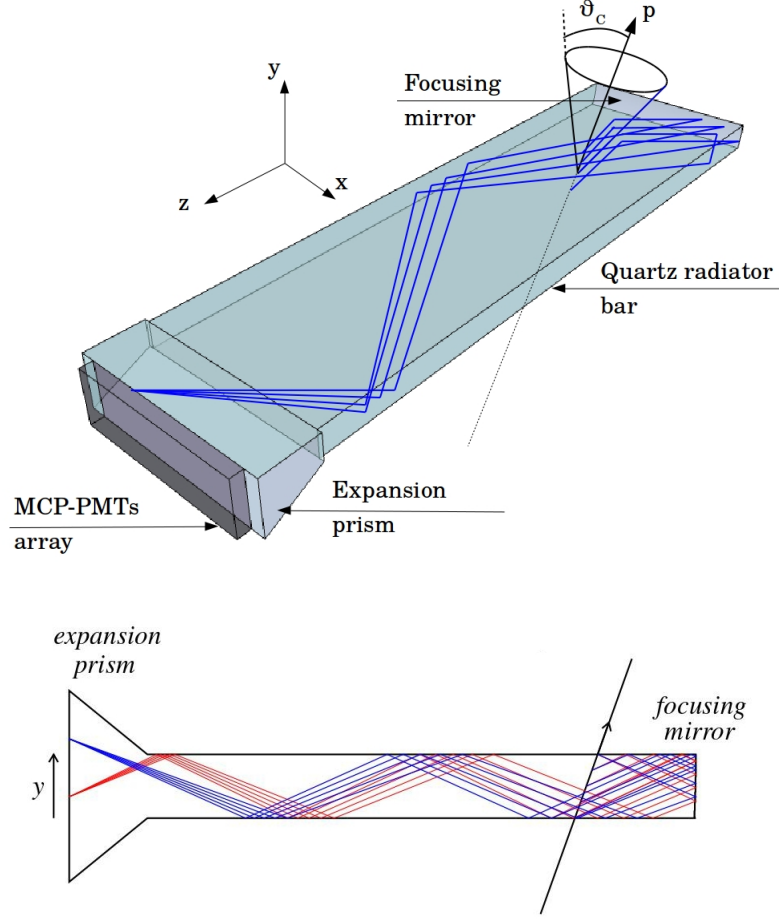 ϑC
p
y
Focusing
mirror
x
z
Quartz radiator
bar
MCP-PMTs
array
Expansion
prism
expansion
prism
focusing
mirror
y